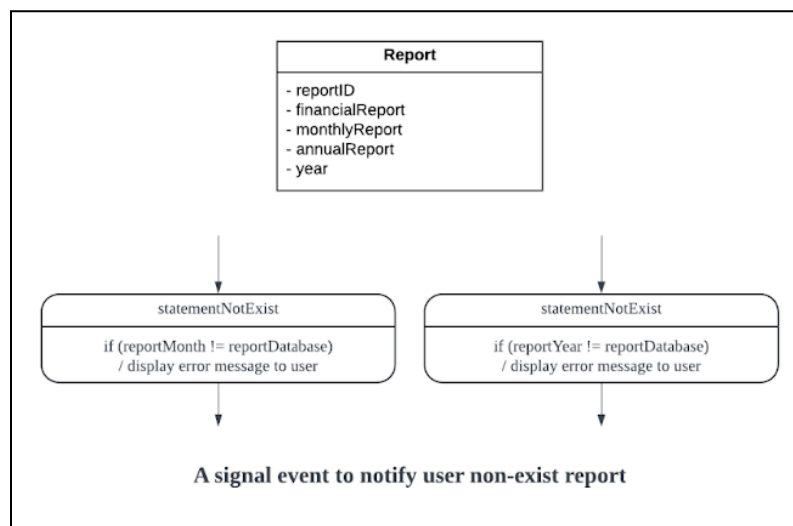 Report
- reportID
- financialReport
- monthlyReport
- annualReport
- year
statementNotExist
if (reportMonth != reportDatabase)
/ display error message to user
statementNotExist
if (reportYear != reportDatabase)
/ display error message to user
A signal event to notify user non-exist report